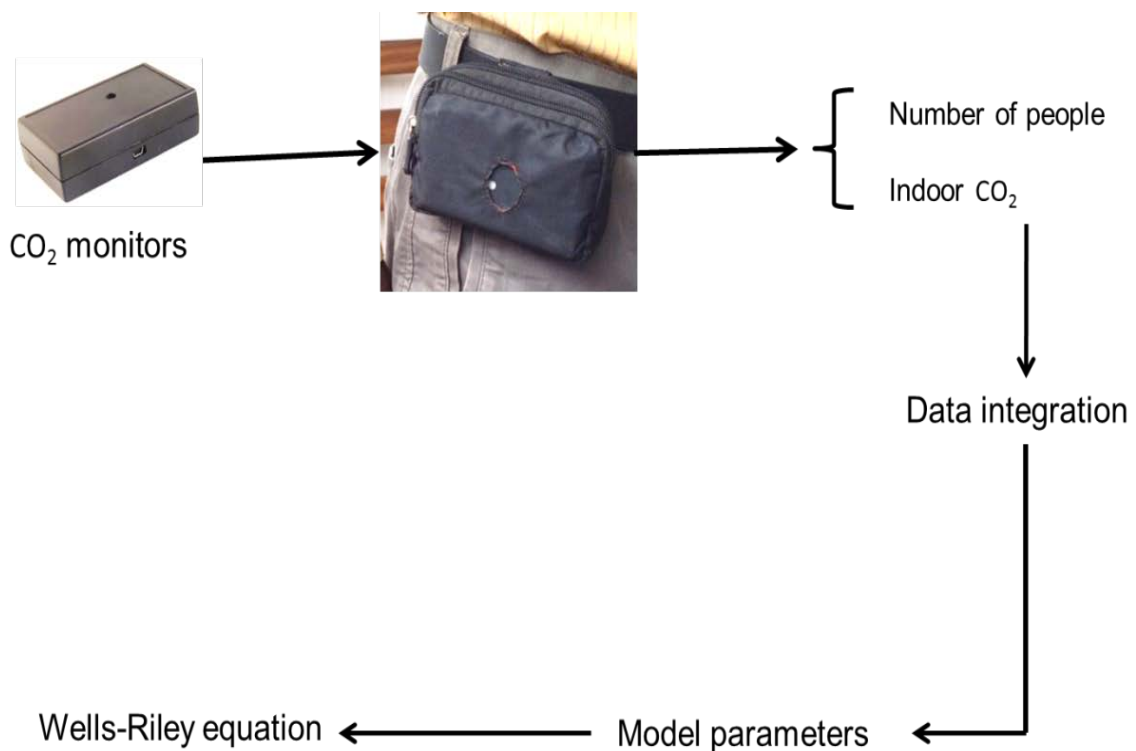 CO₂ monitors
Number of people
Indoor CO₂
Data integration
Model parameters
Wells-Riley equation